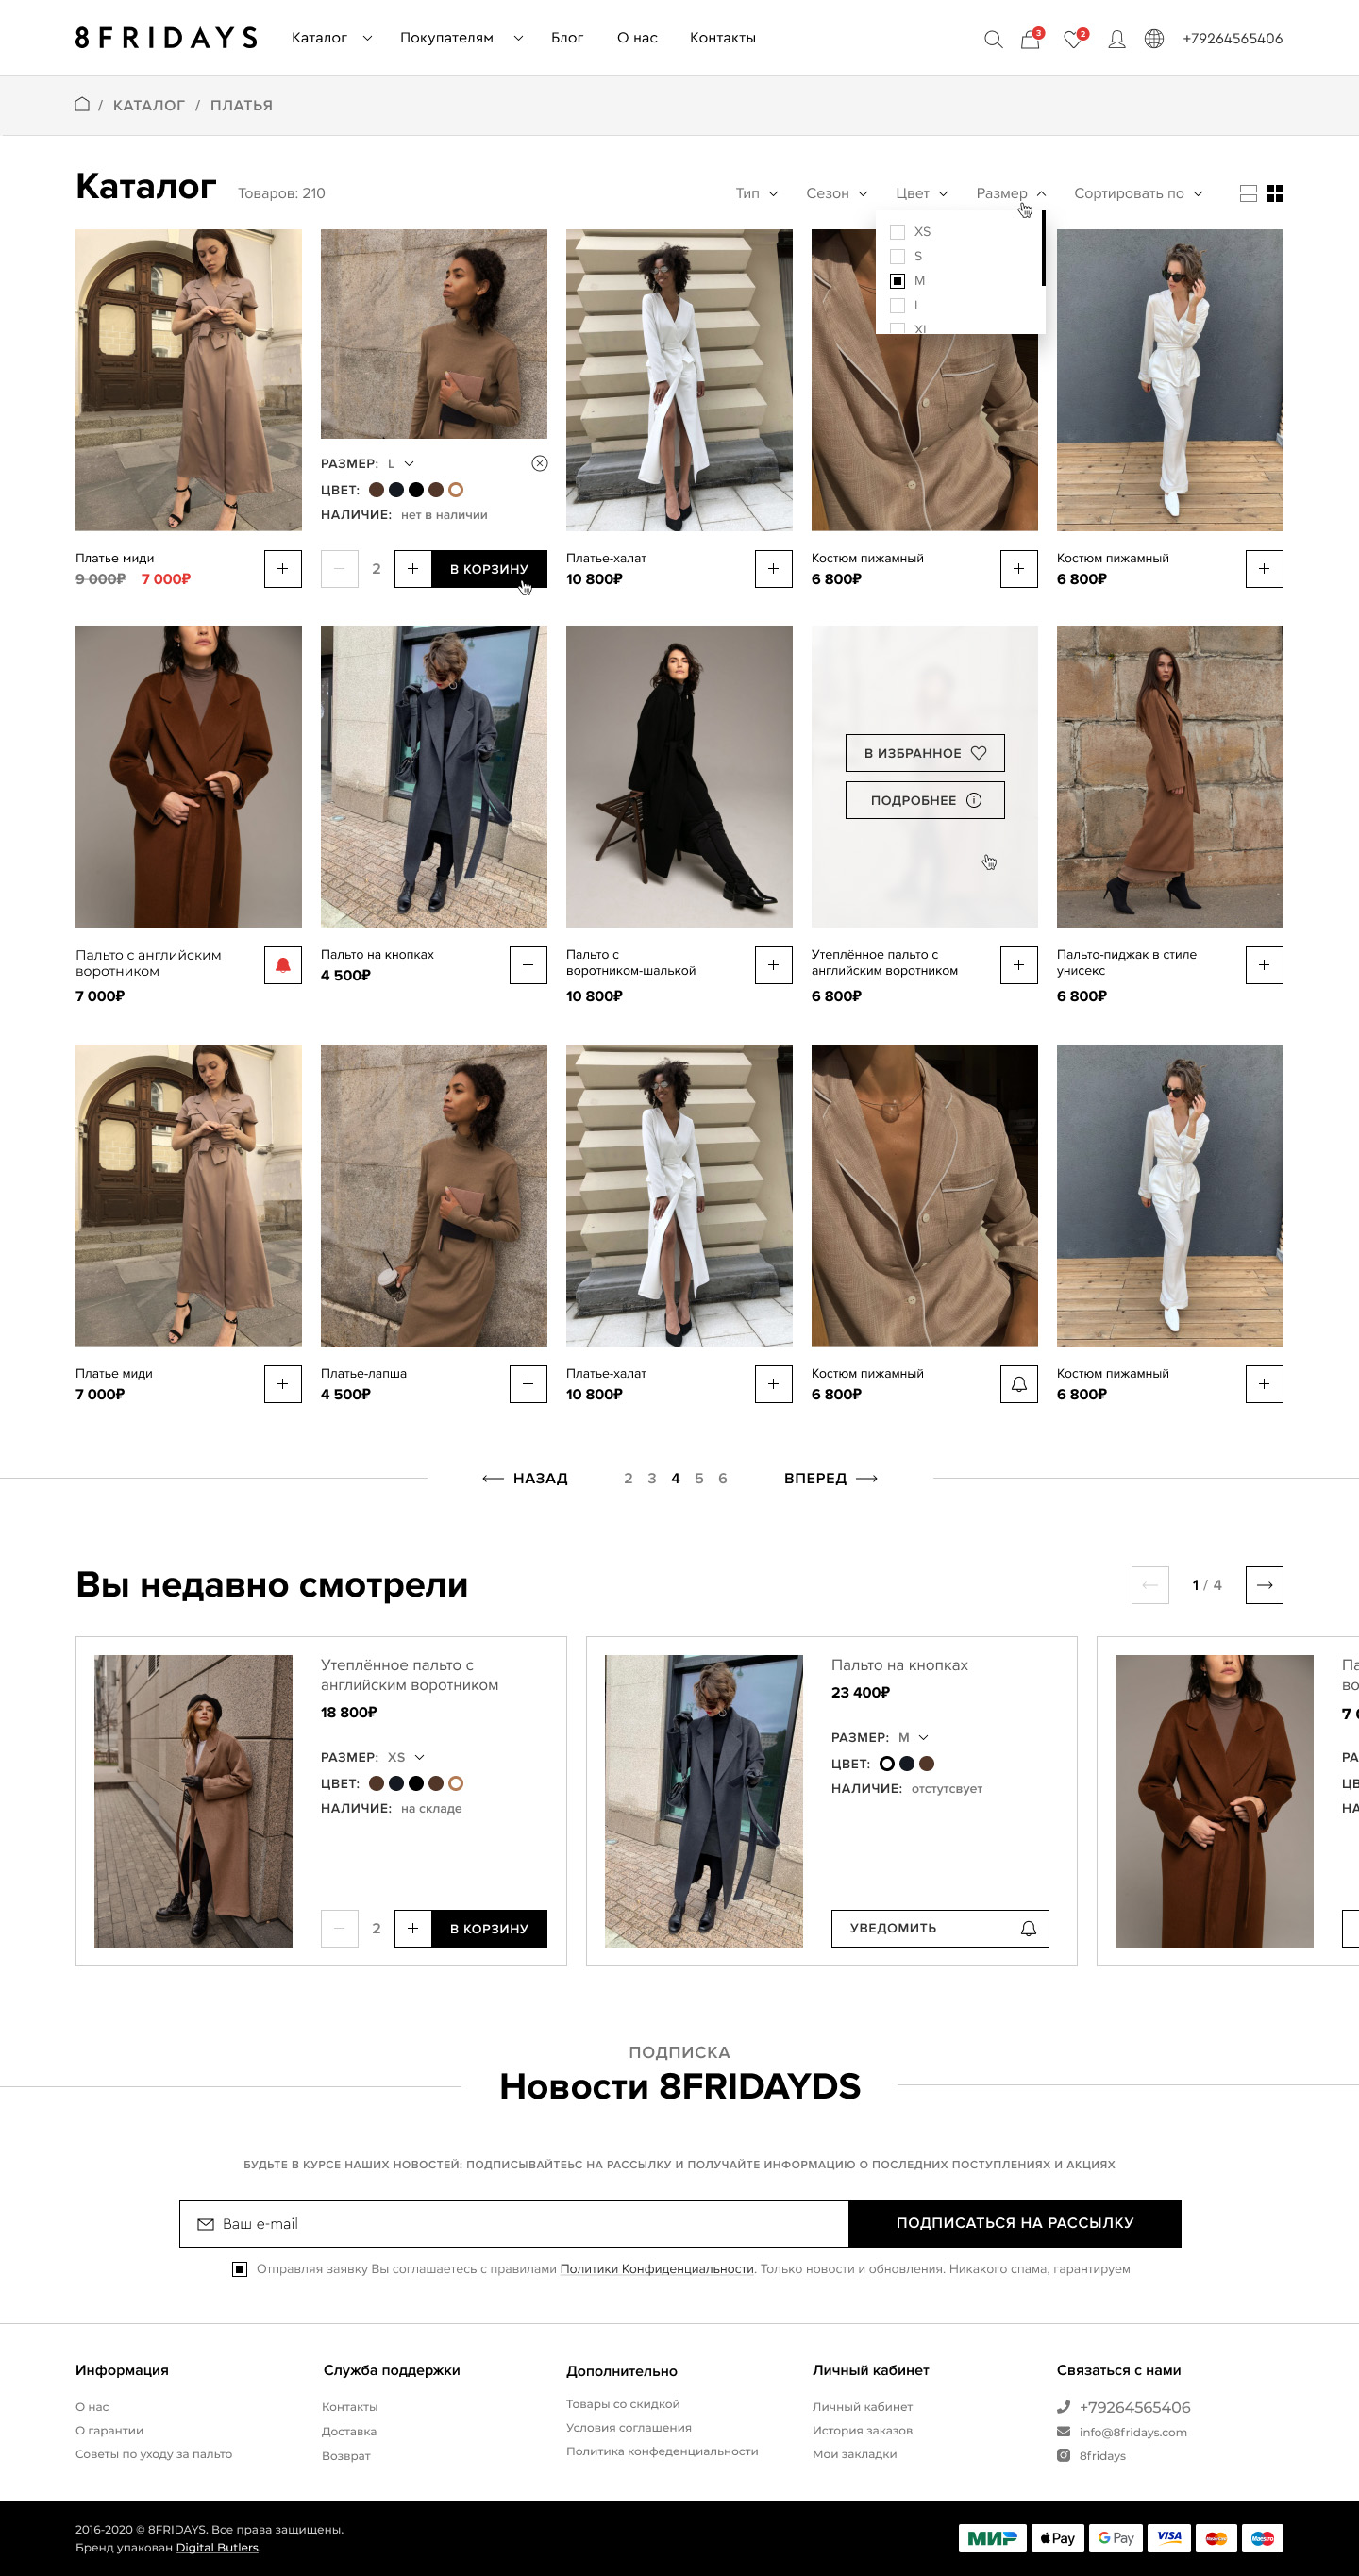 8FRIDAYS Каталог Покупателям Блог О нас Контакты 3 2 +79264565406
/ КАТАЛОГ / ПЛАТЬЯ
Каталог Товаров: 210 Тип Сезон Цвет Размер Сортировать по
XS
S
M
L
XL
РАЗМЕР: L
ЦВЕТ:
НАЛИЧИЕ: нет в наличии
Платье миди
9 000₽ 7 000₽
2 В КОРЗИНУ
Платье-халат
10 800₽
Костюм пижамный
6 800₽
Костюм пижамный
6 800₽
В ИЗБРАННОЕ
ПОДРОБНЕЕ
Пальто с английским
воротником
7 000₽
Пальто на кнопках
4 500₽
Пальто с
воротником-шалькой
10 800₽
Утеплённое пальто с
английским воротником
6 800₽
Пальто-пиджак в стиле
унисекс
6 800₽
Платье миди
7 000₽
Платье-лапша
4 500₽
Платье-халат
10 800₽
Костюм пижамный
6 800₽
Костюм пижамный
6 800₽
НАЗАД 2 3 4 5 6 ВПЕРЕД
Вы недавно смотрели 1 / 4
Утеплённое пальто с
английским воротником
18 800₽
РАЗМЕР: XS
ЦВЕТ:
НАЛИЧИЕ: на складе
2 В КОРЗИНУ
Пальто на кнопках
23 400₽
РАЗМЕР: M
ЦВЕТ:
НАЛИЧИЕ: отстутсвует
УВЕДОМИТЬ
Па
во
7 0
РА
ЦВ
НА
ПОДПИСКА
Новости 8FRIDAYDS
БУДЬТЕ В КУРСЕ НАШИХ НОВОСТЕЙ: ПОДПИСЫВАЙТЕЬС НА РАССЫЛКУ И ПОЛУЧАЙТЕ ИНФОРМАЦИЮ О ПОСЛЕДНИХ ПОСТУПЛЕНИЯХ И АКЦИЯХ
Ваш e-mail ПОДПИСАТЬСЯ НА РАССЫЛКУ
Отправляя заявку Вы соглашаетесь с правилами Политики Конфиденциальности. Только новости и обновления. Никакого спама, гарантируем
Информация
О нас
О гарантии
Советы по уходу за пальто
Служба поддержки
Контакты
Доставка
Возврат
Дополнительно
Товары со скидкой
Условия соглашения
Политика конфеденциальности
Личный кабинет
Личный кабинет
История заказов
Мои закладки
Связаться с нами
+79264565406
info@8fridays.com
8fridays
2016-2020 © 8FRIDAYS. Все права защищены.
Бренд упакован Digital Butlers.
МИР Pay G Pay VISA MasterCard Maestro